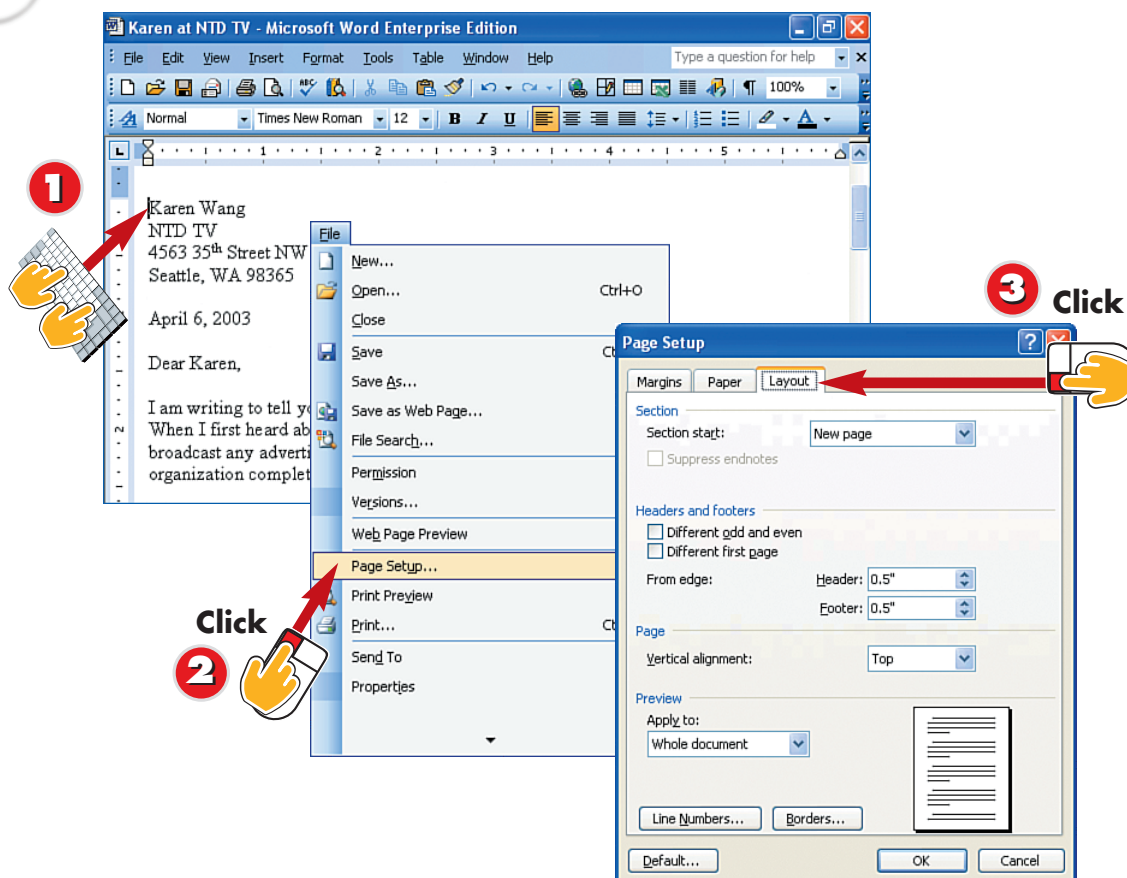 Karen at NTD TV - Microsoft Word Enterprise Edition
File Edit View Insert Format Tools Table Window Help Type a question for help
100%
Normal Times New Roman 12 B I U
1 2 3 4 5
1
Karen Wang
NTD TV
4563 35th Street NW
Seattle, WA 98365
April 6, 2003
Dear Karen,
I am writing to tell
When I first heard
broadcast any
organization
2
File
New...
Open... Ctrl+O
Close
Save
Save As...
Save as Web Page...
File Search...
Permission
Versions...
Web Page Preview
Page Setup...
Print Preview
Print...
Send To
Properties
Click
2
3 Click
Page Setup
Margins Paper Layout
Section
Section start: New page
Suppress endnotes
Headers and footers
Different odd and even
Different first page
From edge: Header: 0.5"
Footer: 0.5"
Page
Vertical alignment: Top
Preview
Apply to:
Whole document
Line Numbers... Borders...
Default... OK Cancel